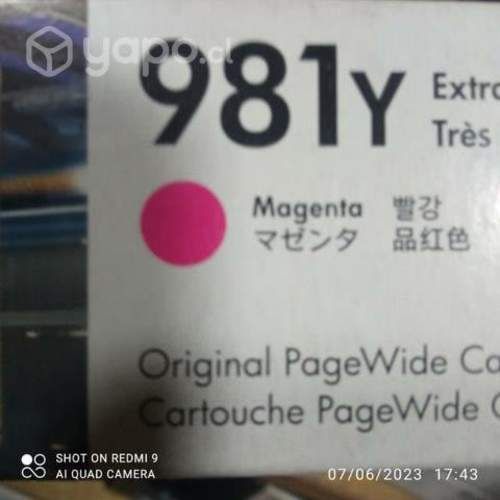 yapo.cl
981Y Extra
Très
Magenta 빨강
マゼンタ 品红色
Original PageWide Ca
Cartouche PageWide C
SHOT ON REDMI 9
AI QUAD CAMERA
07/06/2023 17:43